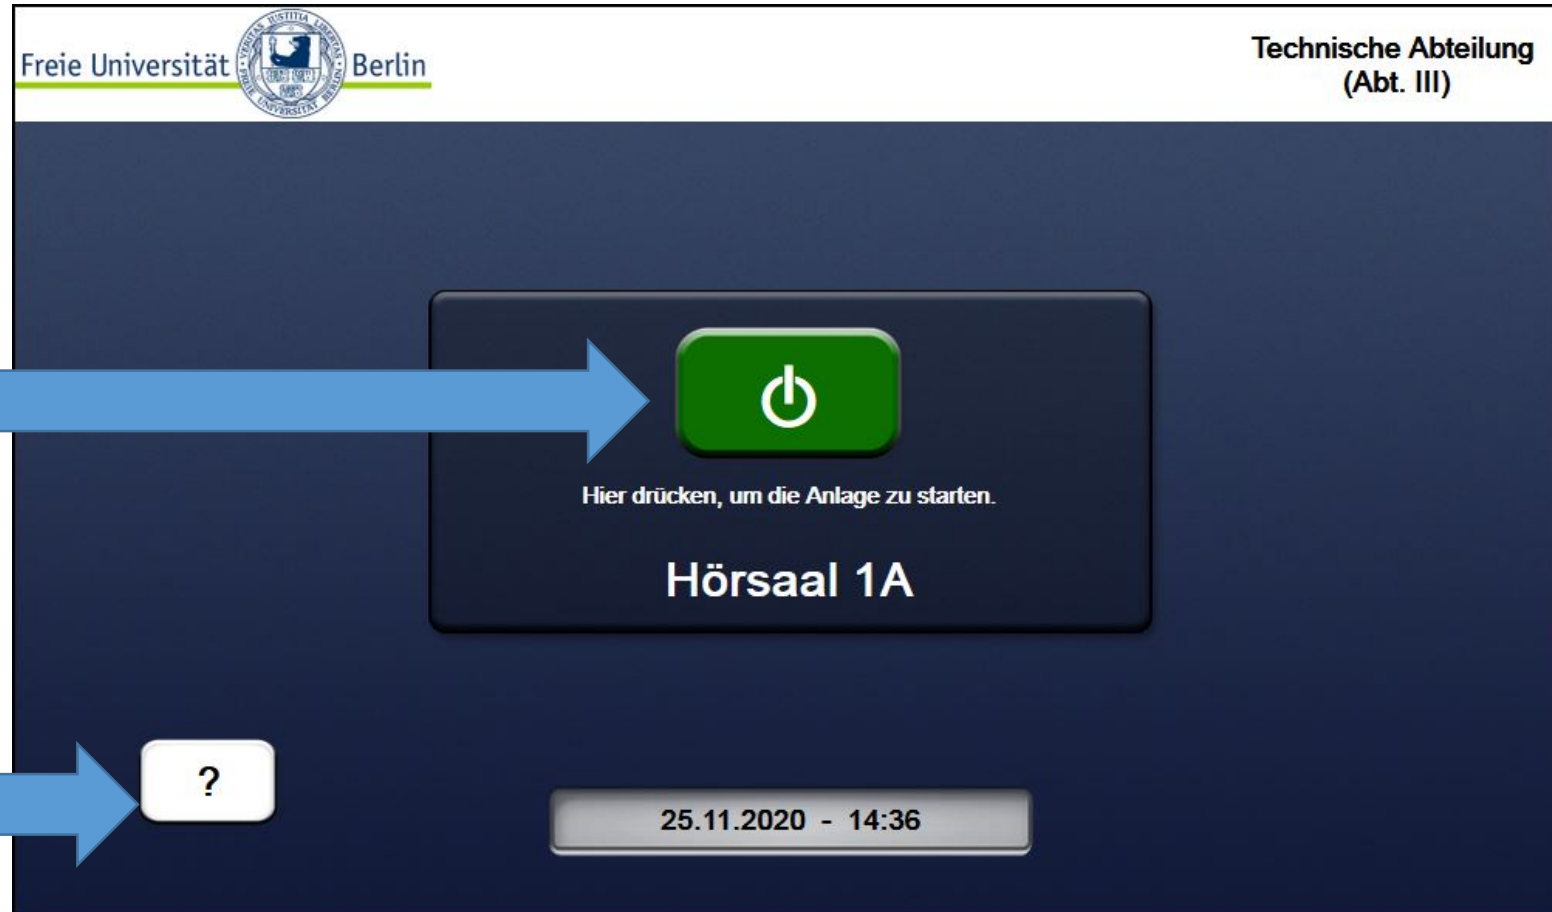 Freie Universität Berlin
Technische Abteilung
(Abt. III)
Hier drücken, um die Anlage zu starten.
Hörsaal 1A
?
25.11.2020 - 14:36